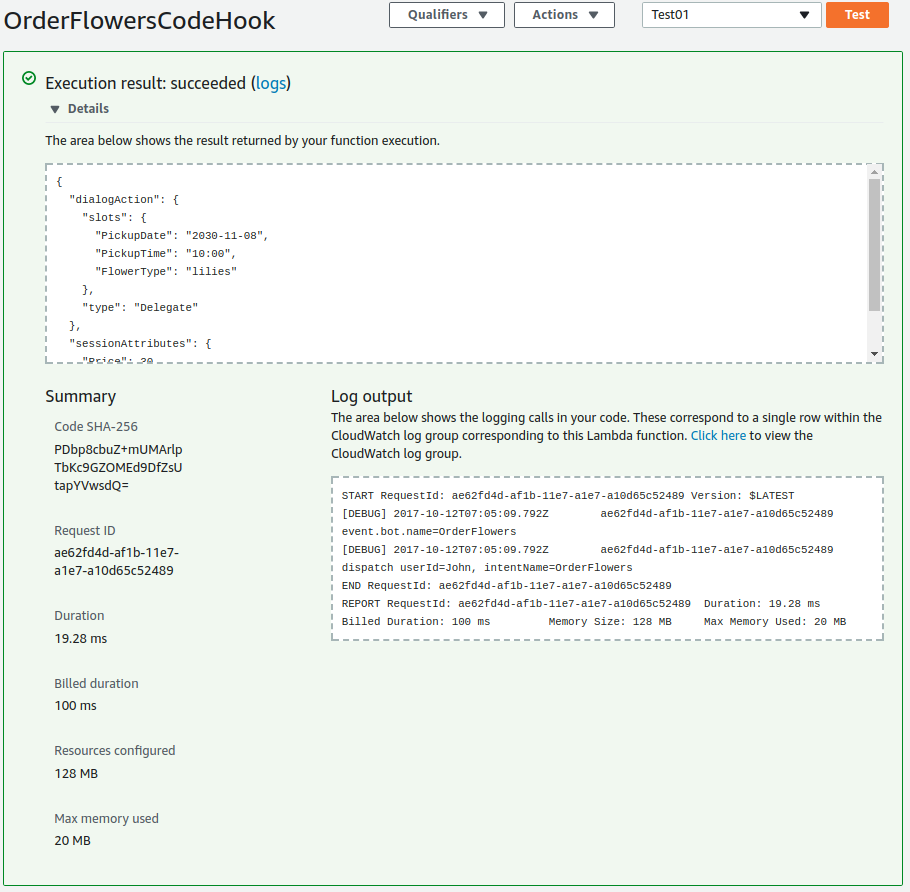 OrderFlowersCodeHook
Qualifiers
Actions
Test01
Test
Execution result: succeeded (logs)
Details
The area below shows the result returned by your function execution.
{
"dialogAction": {
"slots": {
"PickupDate": "2030-11-08",
"PickupTime": "10:00",
"FlowerType": "lilies"
},
"type": "Delegate"
},
"sessionAttributes": {
"Price": 30
Summary
Code SHA-256
PDbp8cbuZ+mUMArlp
TbKc9GZOMEd9DfZsU
tapYVwsdQ=
Request ID
ae62fd4d-af1b-11e7-
a1e7-a10d65c52489
Duration
19.28 ms
Billed duration
100 ms
Resources configured
128 MB
Max memory used
20 MB
Log output
The area below shows the logging calls in your code. These correspond to a single row within the
CloudWatch log group corresponding to this Lambda function. Click here to view the
CloudWatch log group.
START RequestId: ae62fd4d-af1b-11e7-a1e7-a10d65c52489 Version: $LATEST
[DEBUG] 2017-10-12T07:05:09.792Z ae62fd4d-af1b-11e7-a1e7-a10d65c52489
event.bot.name=OrderFlowers
[DEBUG] 2017-10-12T07:05:09.792Z ae62fd4d-af1b-11e7-a1e7-a10d65c52489
dispatch userId=John, intentName=OrderFlowers
END RequestId: ae62fd4d-af1b-11e7-a1e7-a10d65c52489
REPORT RequestId: ae62fd4d-af1b-11e7-a1e7-a10d65c52489 Duration: 19.28 ms
Billed Duration: 100 ms Memory Size: 128 MB Max Memory Used: 20 MB